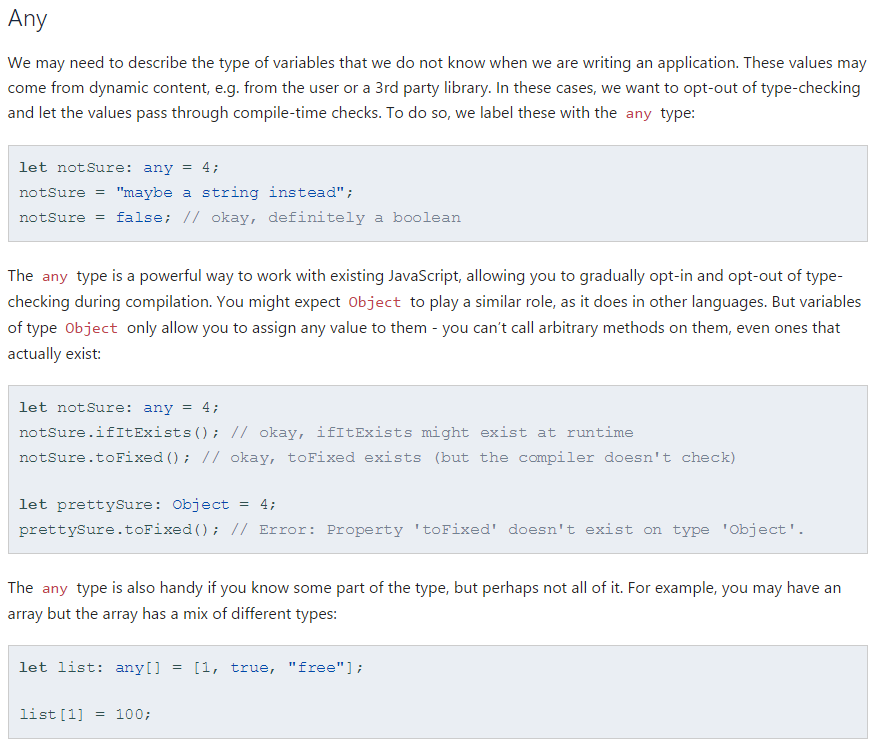 Any
We may need to describe the type of variables that we do not know when we are writing an application. These values may
come from dynamic content, e.g. from the user or a 3rd party library. In these cases, we want to opt-out of type-checking
and let the values pass through compile-time checks. To do so, we label these with the any type:
let notSure: any = 4;
notSure = "maybe a string instead";
notSure = false; // okay, definitely a boolean
The any type is a powerful way to work with existing JavaScript, allowing you to gradually opt-in and opt-out of type-
checking during compilation. You might expect Object to play a similar role, as it does in other languages. But variables
of type Object only allow you to assign any value to them - you can’t call arbitrary methods on them, even ones that
actually exist:
let notSure: any = 4;
notSure.ifItExists(); // okay, ifItExists might exist at runtime
notSure.toFixed(); // okay, toFixed exists (but the compiler doesn't check)
let prettySure: Object = 4;
prettySure.toFixed(); // Error: Property 'toFixed' doesn't exist on type 'Object'.
The any type is also handy if you know some part of the type, but perhaps not all of it. For example, you may have an
array but the array has a mix of different types:
let list: any[] = [1, true, "free"];
list[1] = 100;